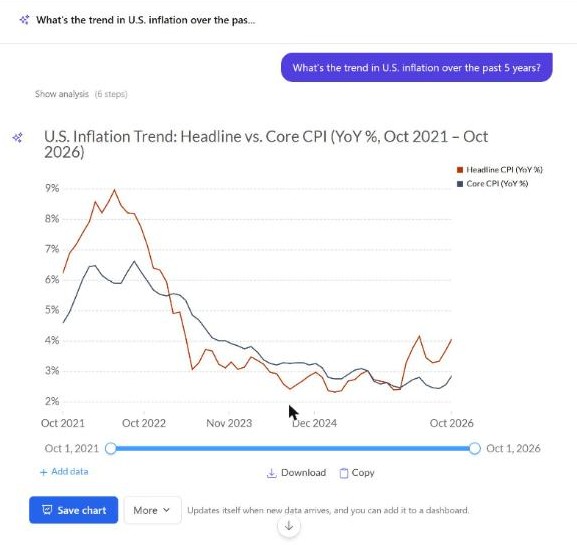 What's the trend in U.S. inflation over the pas...
What's the trend in U.S. inflation over the past 5 years?
Show analysis (6 steps)
U.S. Inflation Trend: Headline vs. Core CPI (YoY %, Oct 2021 – Oct
2026)
Headline CPI (YoY %)
Core CPI (YoY %)
9%
8%
7%
6%
5%
4%
3%
2%
Oct 2021 Oct 2022 Nov 2023 Dec 2024 Oct 2026
Oct 1, 2021 Oct 1, 2026
+ Add data Download Copy
Save chart More Updates itself when new data arrives, and you can add it to a dashboard.